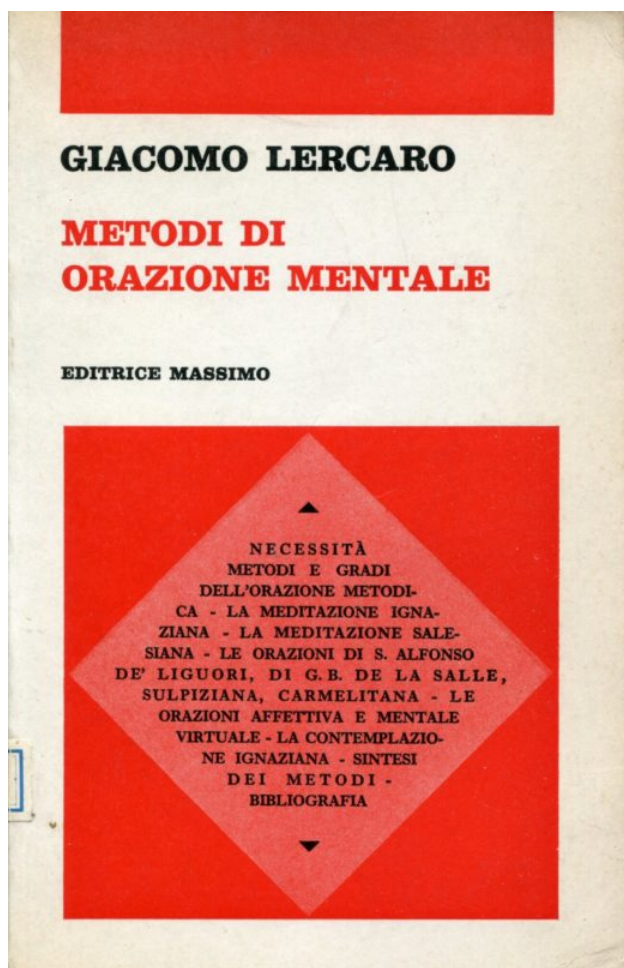 GIACOMO LERCARO
METODI DI
ORAZIONE MENTALE
EDITRICE MASSIMO
NECESSITÀ
METODI E GRADI
DELL'ORAZIONE METODI-
CA - LA MEDITAZIONE IGNA-
ZIANA - LA MEDITAZIONE SALE-
SIANA - LE ORAZIONI DI S. ALFONSO
DE' LIGUORI, DI G. B. DE LA SALLE,
SULPIZIANA, CARMELITANA - LE
ORAZIONI AFFETTIVA E MENTALE
VIRTUALE - LA CONTEMPLAZIO-
NE IGNAZIANA - SINTESI
DEI METODI -
BIBLIOGRAFIA